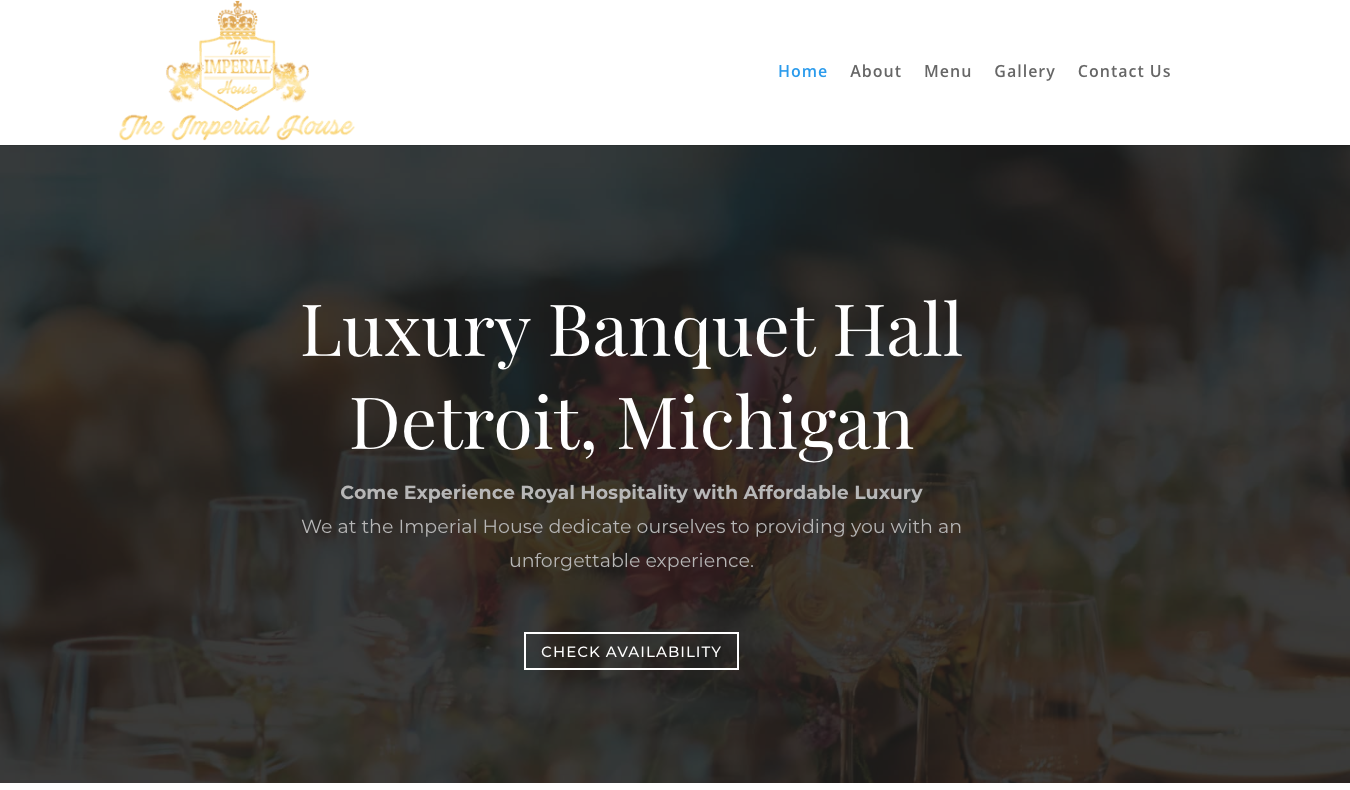 The
IMPERIAL
House
The Imperial House
Home About Menu Gallery Contact Us
Luxury Banquet Hall
Detroit, Michigan
Come Experience Royal Hospitality with Affordable Luxury
We at the Imperial House dedicate ourselves to providing you with an
unforgettable experience.
CHECK AVAILABILITY